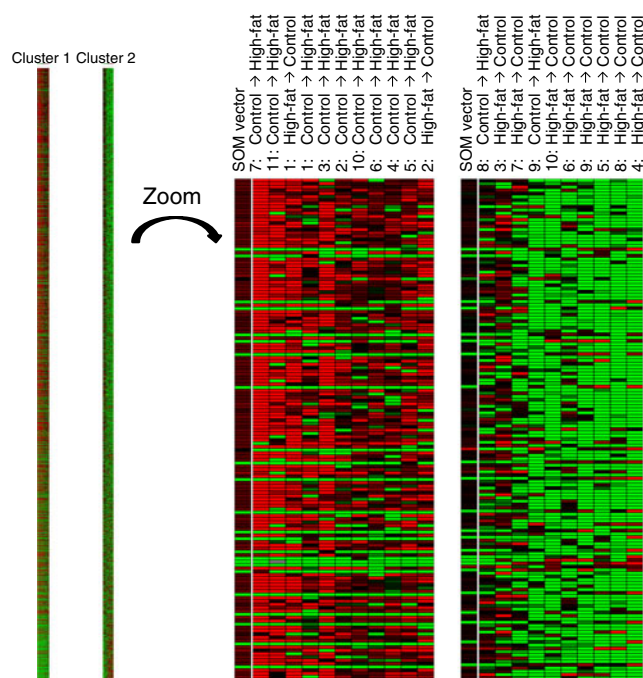 Cluster 1 Cluster 2
Zoom
SOM vector
7: Control → High-fat
11: Control → High-fat
1: High-fat → Control
1: Control → High-fat
3: Control → High-fat
2: Control → High-fat
10: Control → High-fat
6: Control → High-fat
4: Control → High-fat
5: Control → High-fat
2: High-fat → Control
SOM vector
8: Control → High-fat
3: High-fat → Control
7: High-fat → Control
9: Control → High-fat
10: High-fat → Control
6: High-fat → Control
9: High-fat → Control
5: High-fat → Control
8: High-fat → Control
4: High-fat → Control